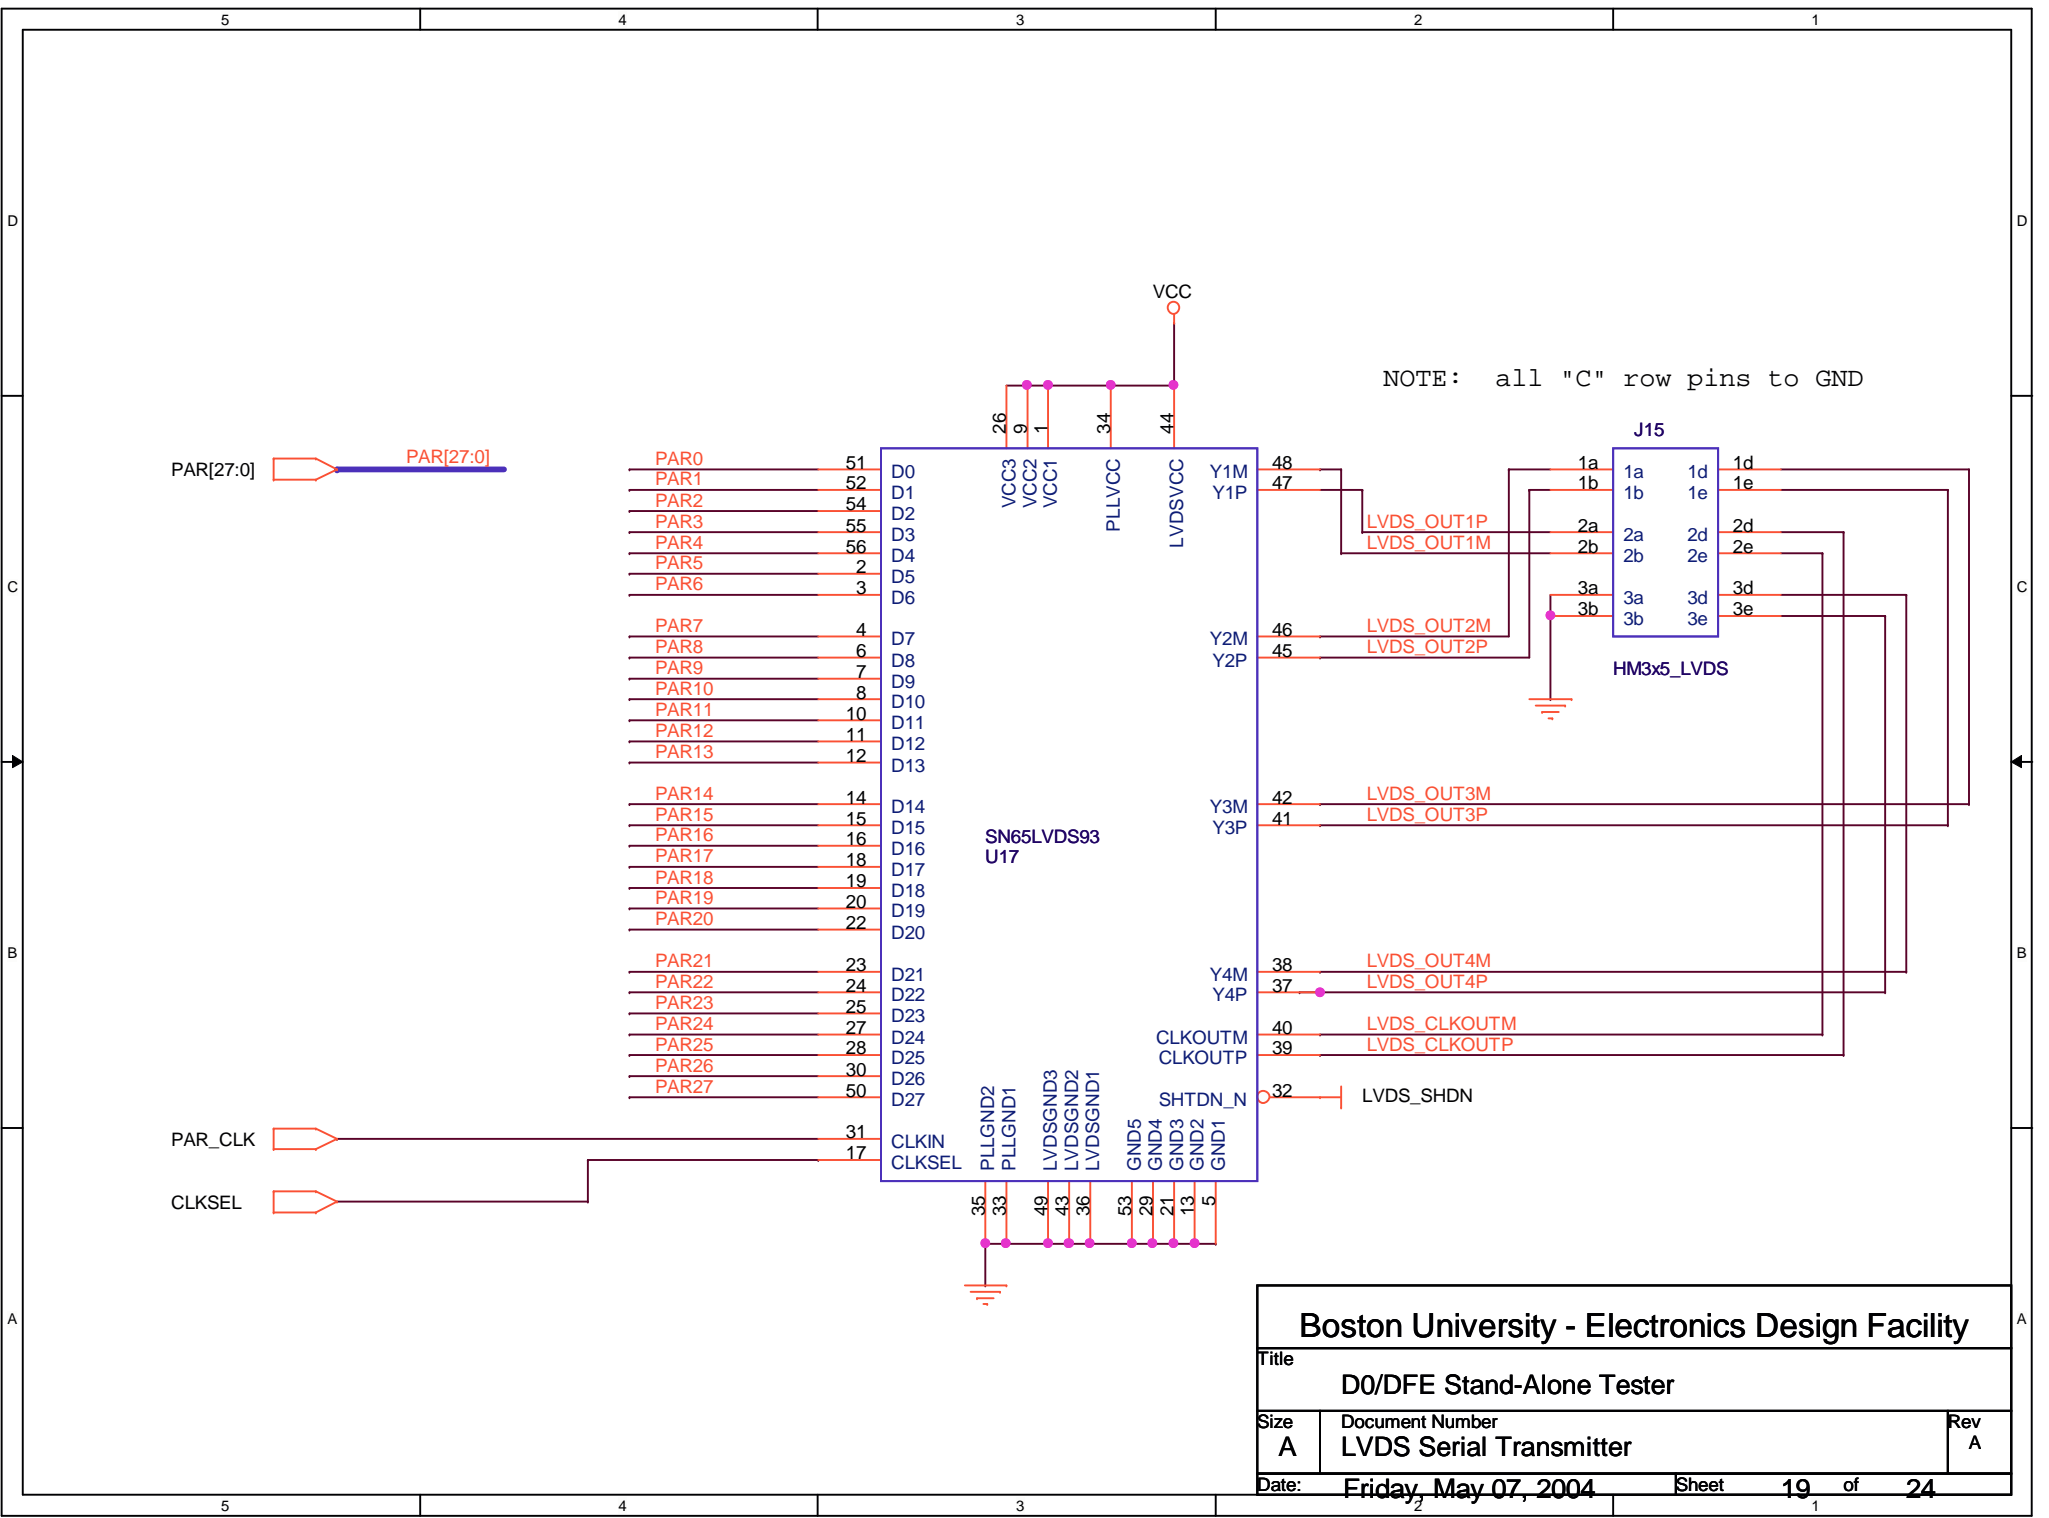 5 4 3 2 1
D D
VCC
NOTE: all "C" row pins to GND
J15
26 9 1 34 44
PAR[27:0] PAR[27:0]
VCC3 VCC2 VCC1 PLLVCC LVDSVCC
PAR0 51 D0 Y1M 48 1a 1a 1d 1d
PAR1 52 D1 Y1P 47 1b 1b 1e 1e
PAR2 54 D2
PAR3 55 D3 LVDS_OUT1P 2a 2a 2d 2d
PAR4 56 D4 LVDS_OUT1M 2b 2b 2e 2e
PAR5 2 D5
C C
PAR6 3 D6 3a 3a 3d 3d
3b 3b 3e 3e
PAR7 4 D7 Y2M 46 LVDS_OUT2M
PAR8 6 D8 Y2P 45 LVDS_OUT2P
HM3x5_LVDS
PAR9 7 D9
PAR10 8 D10
PAR11 10 D11
PAR12 11 D12
PAR13 12 D13
PAR14 14 D14 Y3M 42 LVDS_OUT3M
PAR15 15 D15 Y3P 41 LVDS_OUT3P
SN65LVDS93
PAR16 16 D16
U17
PAR17 18 D17
PAR18 19 D18
PAR19 20 D19
PAR20 22 D20
B B
PAR21 23 D21 Y4M 38 LVDS_OUT4M
PAR22 24 D22 Y4P 37 LVDS_OUT4P
PAR23 25 D23
PAR24 27 D24 CLKOUTM 40 LVDS_CLKOUTM
PAR25 28 D25 CLKOUTP 39 LVDS_CLKOUTP
PAR26 30 D26
PAR27 50 D27 SHTDN_N 32 LVDS_SHDN
PAR_CLK 31 CLKIN
17 CLKSEL
CLKSEL
PLLGND2 PLLGND1 LVDSGND3 LVDSGND2 LVDSGND1 GND5 GND4 GND3 GND2 GND1
35 33 49 43 36 53 29 21 13 5
A A
Boston University - Electronics Design Facility
Title
D0/DFE Stand-Alone Tester
Size Document Number Rev
A LVDS Serial Transmitter A
Date: Friday, May 07, 2004 Sheet 19 of 24
5 4 3 2 1